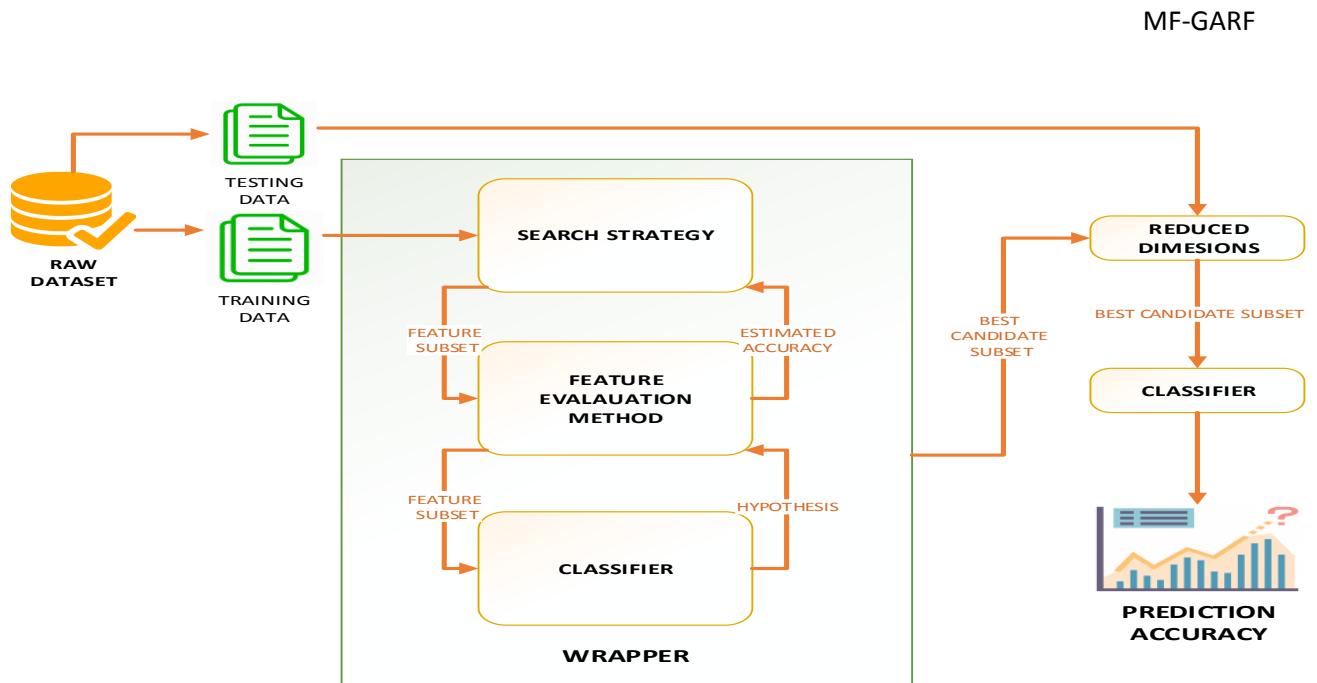 MF-GARF
TESTING
DATA
RAW
DATASET
TRAINING
DATA
SEARCH STRATEGY
FEATURE
SUBSET
ESTIMATED
ACCURACY
FEATURE
EVALAUATION
METHOD
FEATURE
SUBSET
HYPOTHESIS
CLASSIFIER
WRAPPER
BEST
CANDIDATE
SUBSET
REDUCED
DIMESIONS
BEST CANDIDATE SUBSET
CLASSIFIER
?
PREDICTION
ACCURACY